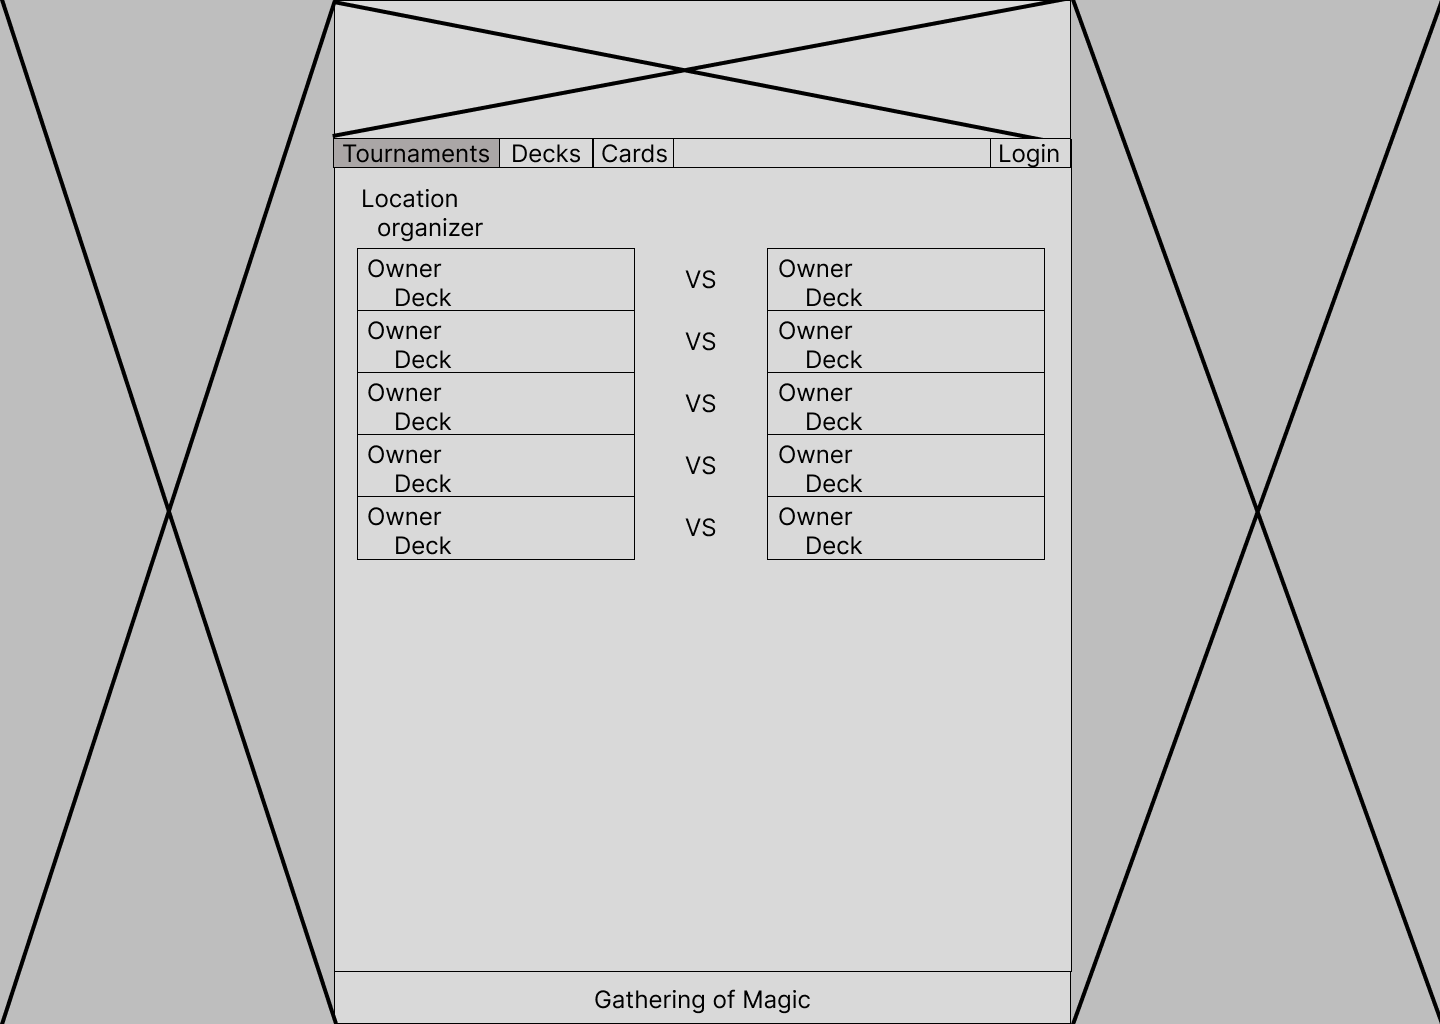 Tournaments Decks Cards Login
Location
organizer
Owner VS Owner
Deck Deck
Owner VS Owner
Deck Deck
Owner VS Owner
Deck Deck
Owner VS Owner
Deck Deck
Owner VS Owner
Deck Deck
Gathering of Magic